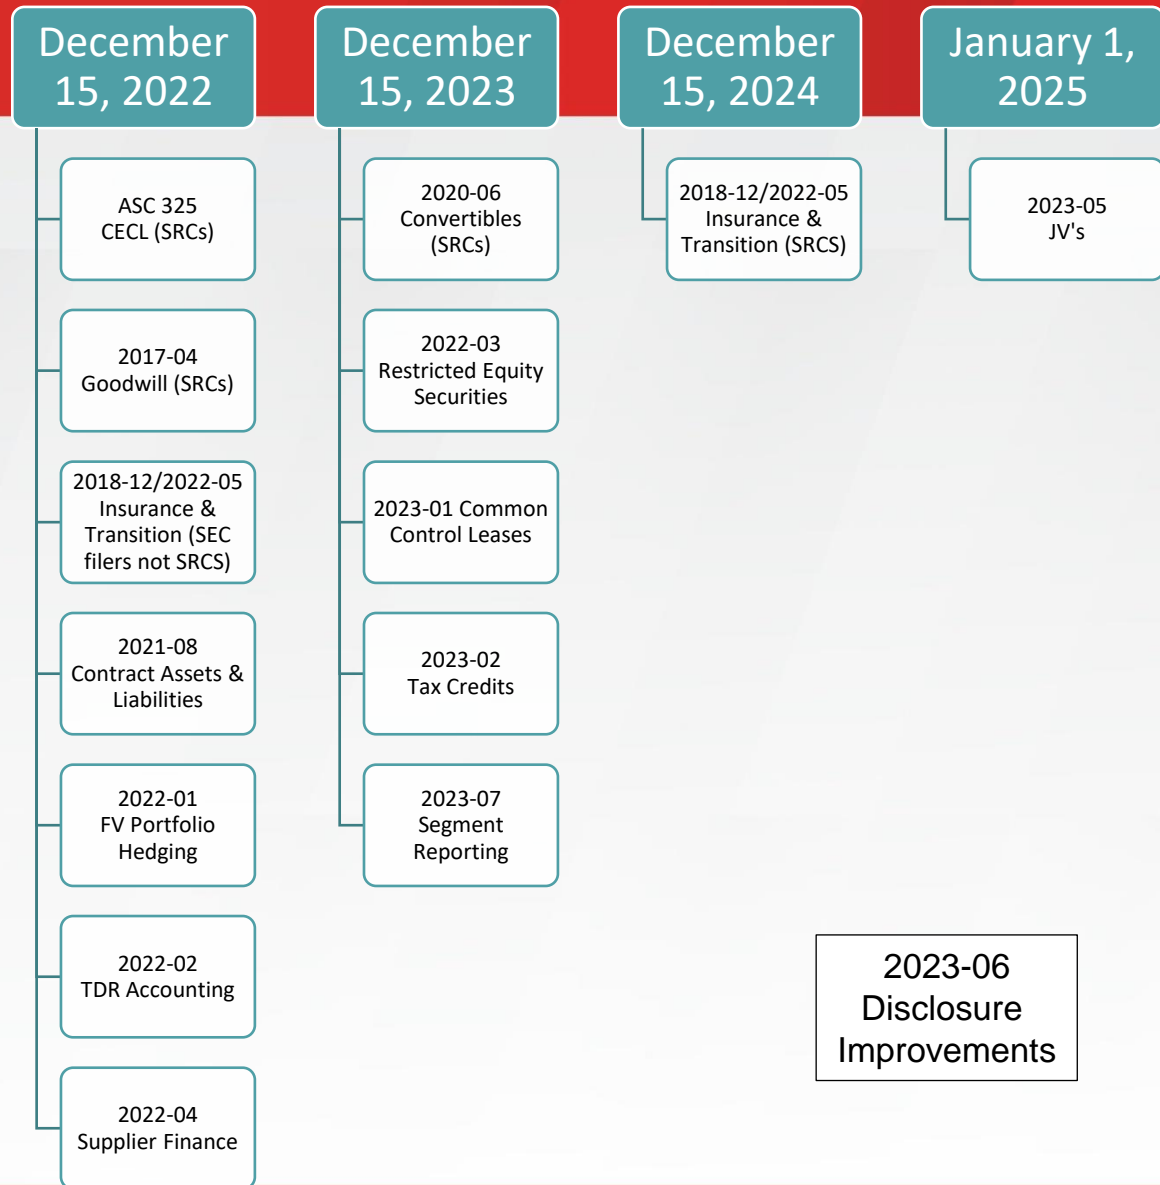 December
15, 2022
ASC 325
CECL (SRCs)
2017-04
Goodwill (SRCs)
2018-12/2022-05
Insurance &
Transition (SEC
filers not SRCS)
2021-08
Contract Assets &
Liabilities
2022-01
FV Portfolio
Hedging
2022-02
TDR Accounting
2022-04
Supplier Finance
December
15, 2023
2020-06
Convertibles
(SRCs)
2022-03
Restricted Equity
Securities
2023-01 Common
Control Leases
2023-02
Tax Credits
2023-07
Segment
Reporting
December
15, 2024
2018-12/2022-05
Insurance &
Transition (SRCS)
January 1,
2025
2023-05
JV's
2023-06
Disclosure
Improvements